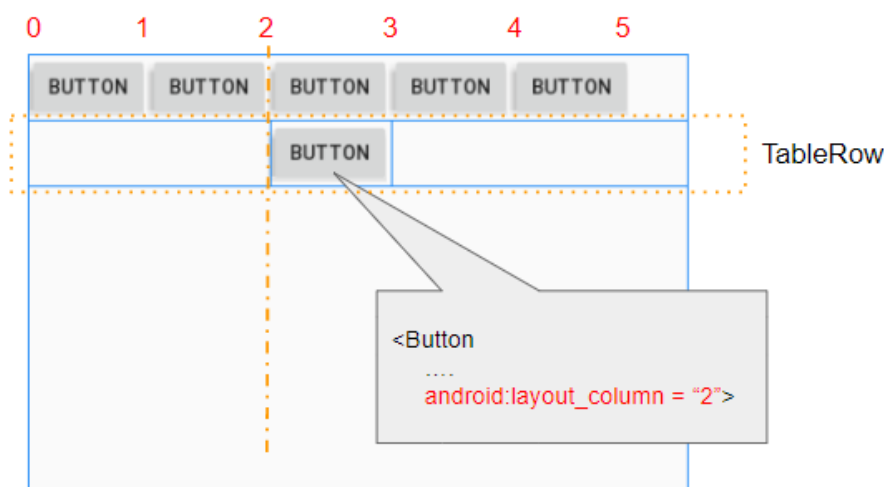 0 1 2 3 4 5
BUTTON BUTTON BUTTON BUTTON BUTTON
BUTTON
TableRow
<Button
....
android:layout_column = “2”>